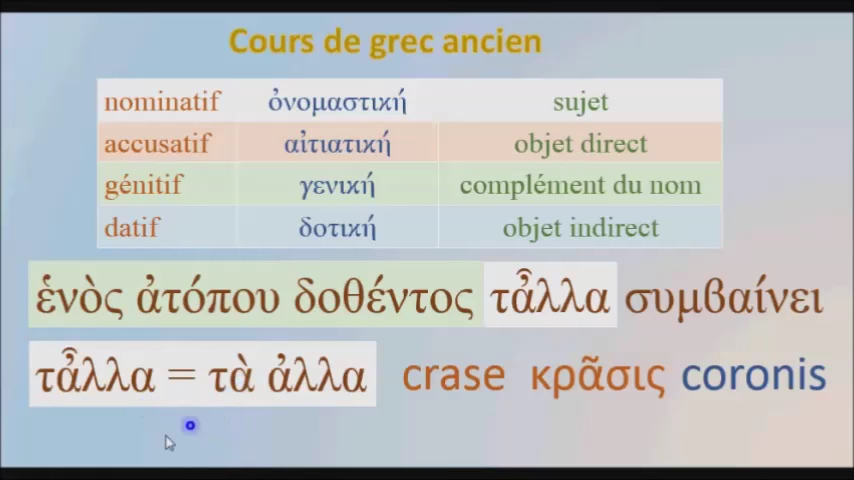 Cours de grec ancien
nominatif ὀνομαστική sujet
accusatif αἰτιατική objet direct
génitif γενική complément du nom
datif δοτική objet indirect
ἑνὸς ἀτόπου δοθέντος τἆλλα συμβαίνει
τἆλλα = τὰ ἀλλα crase κρᾶσις coronis